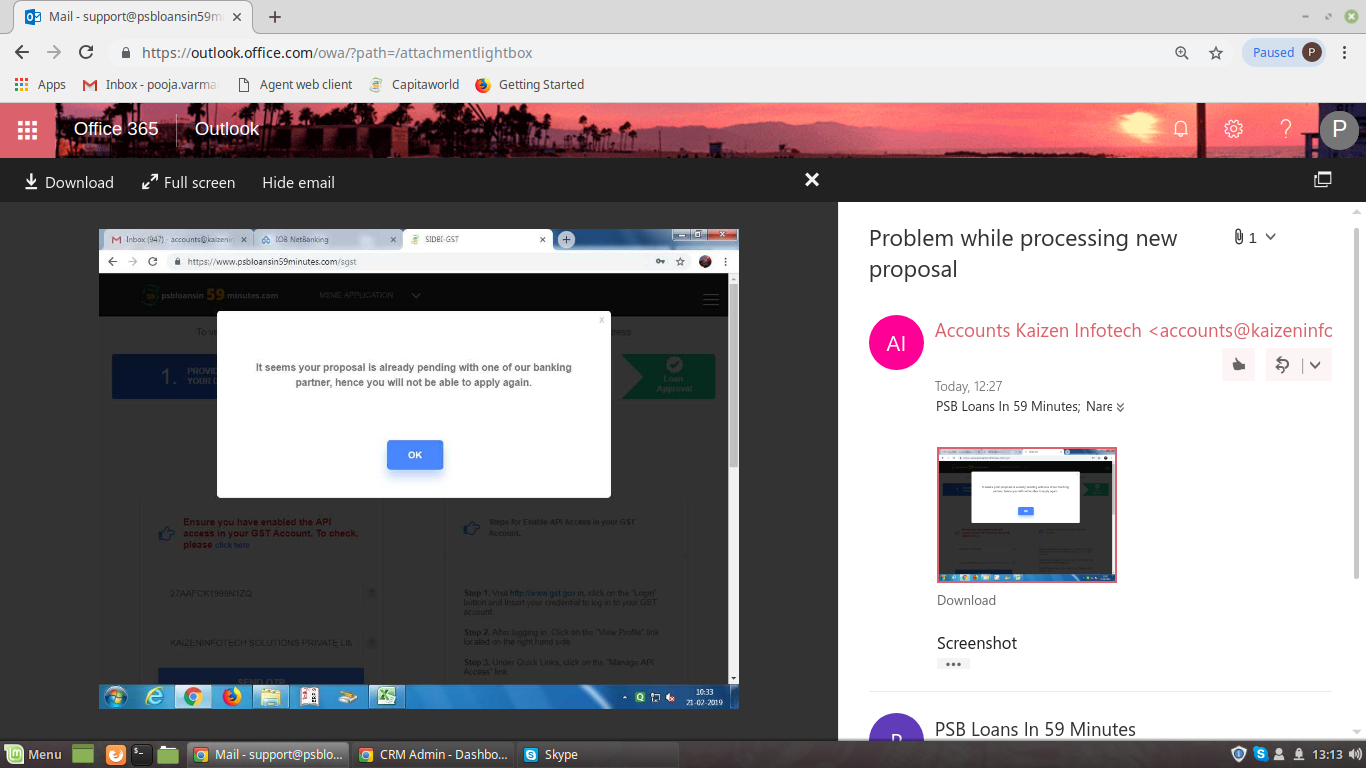 Mail - support@psbloansin59m
https://outlook.office.com/owa/?path=/attachmentlightbox
Paused P
Apps
Inbox - pooja.varma
Agent web client
Capitaworld
Getting Started
Office 365
Outlook
P
Download
Full screen
Hide email
Inbox (947) - accounts@kaizenin
IOB NetBanking
SIDBI-GST
https://www.psbloansin59minutes.com/sgst
psbloansin 59 minutes.com
MSME APPLICATION
To
1.
Loan
Approval
x
It seems your proposal is already pending with one of our banking
partner, hence you will not be able to apply again.
OK
Ensure you have enabled the API
access in your GST Account. To check,
please click here
Steps for Enable API Access in your GST
Account.
27AAFCK1999N1ZQ
KAIZENINFOTECH SOLUTIONS PRIVATE LIM
SEND OTP
Step 1. Visit http://www.gst.gov.in, click on the "Login"
button and insert your credential to log in to your GST
account.
Step 2. After logging in, Click on the "View Profile" link
located on the right hand side.
Step 3. Under Quick Links, click on the "Manage API
Access" link
10:33
21-02-2019
Problem while processing new
proposal
1
AI
Accounts Kaizen Infotech <accounts@kaizeninfo
Today, 12:27
PSB Loans In 59 Minutes; Nare
Download
Screenshot
PSB Loans In 59 Minutes
Menu
Mail - support@psblo...
CRM Admin - Dashbo...
Skype
13:13